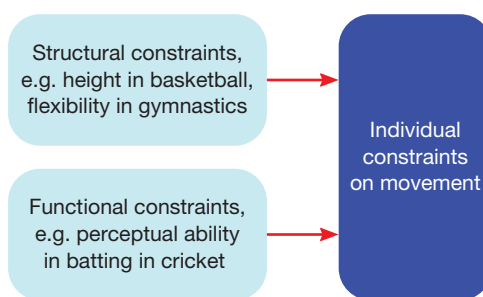 Structural constraints,
e.g. height in basketball,
flexibility in gymnastics
Functional constraints,
e.g. perceptual ability
in batting in cricket
Individual
constraints
on movement